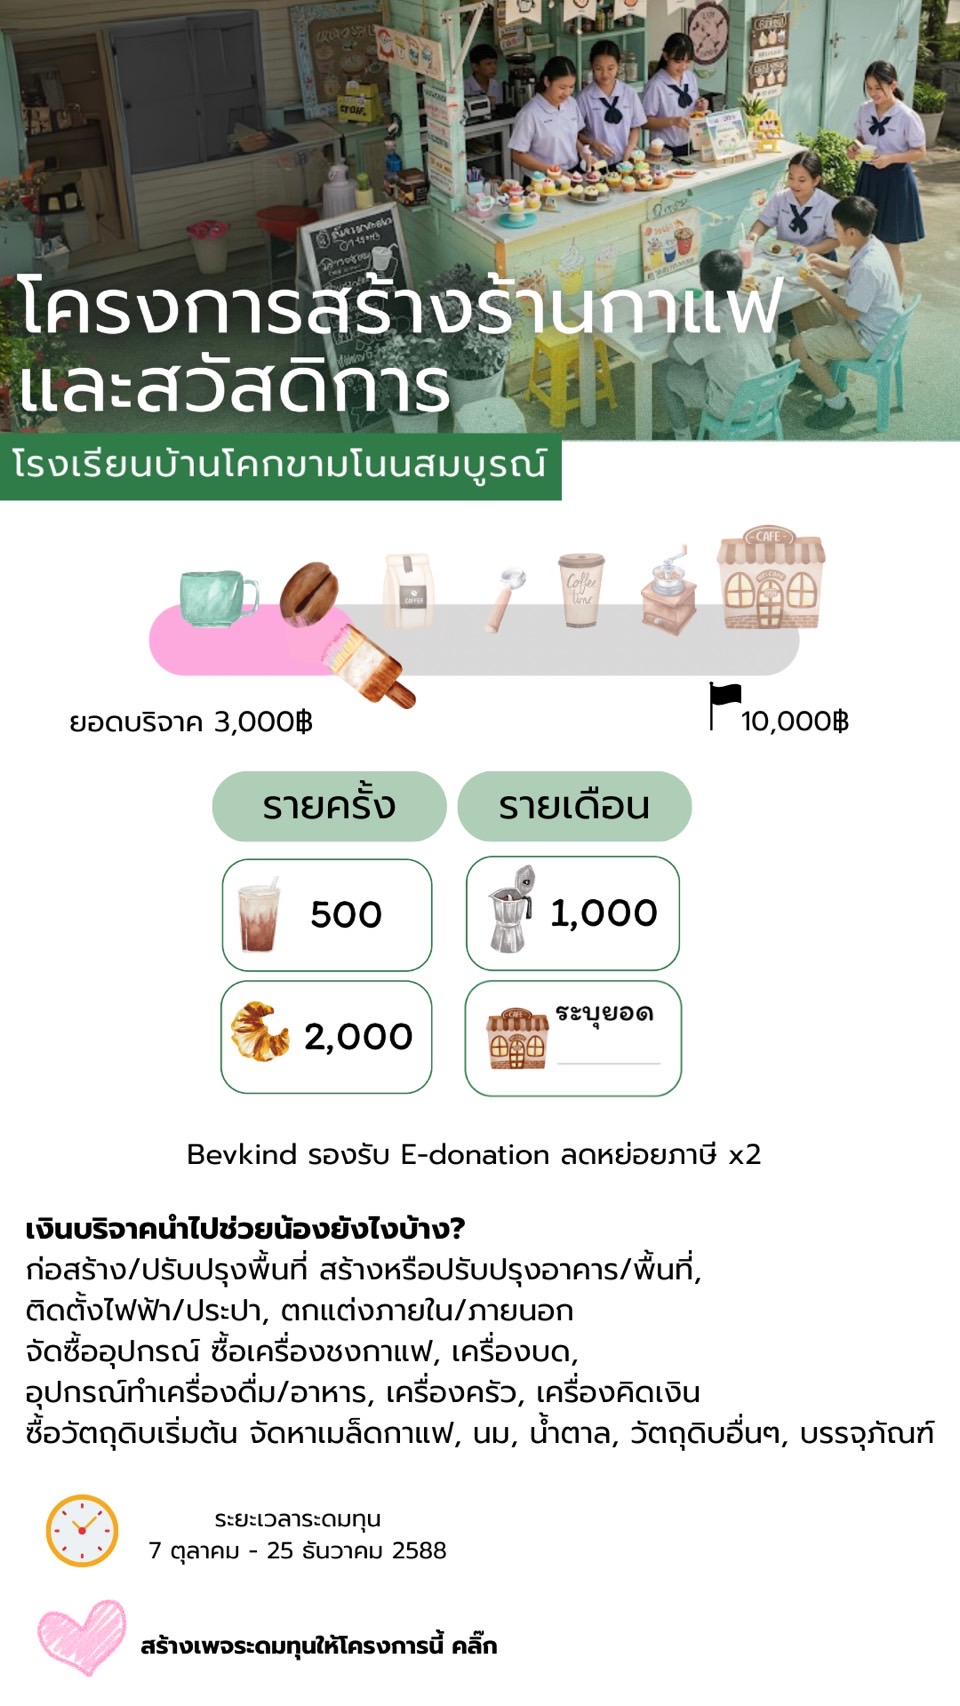 โครงการสร้างร้านกาแฟ
และสวัสดิการ
โรงเรียนบ้านโคกขามโนนสมบูรณ์
CAFE
COFFEE
Coffee
time
WELCOME
ยอดบริจาค 3,000฿
10,000฿
รายครั้ง
รายเดือน
500
1,000
2,000
CAFE
ระบุยอด
Bevkind รองรับ E-donation ลดหย่อยภาษี x2
เงินบริจาคนำไปช่วยน้องยังไงบ้าง?
ก่อสร้าง/ปรับปรุงพื้นที่ สร้างหรือปรับปรุงอาคาร/พื้นที่,
ติดตั้งไฟฟ้า/ประปา, ตกแต่งภายใน/ภายนอก
จัดซื้ออุปกรณ์ ซื้อเครื่องชงกาแฟ, เครื่องบด,
อุปกรณ์ทำเครื่องดื่ม/อาหาร, เครื่องครัว, เครื่องคิดเงิน
ซื้อวัตถุดิบเริ่มต้น จัดหาเมล็ดกาแฟ, นม, น้ำตาล, วัตถุดิบอื่นๆ, บรรจุภัณฑ์
ระยะเวลาระดมทุน
7 ตุลาคม - 25 ธันวาคม 2588
สร้างเพจระดมทุนให้โครงการนี้ คลิ๊ก